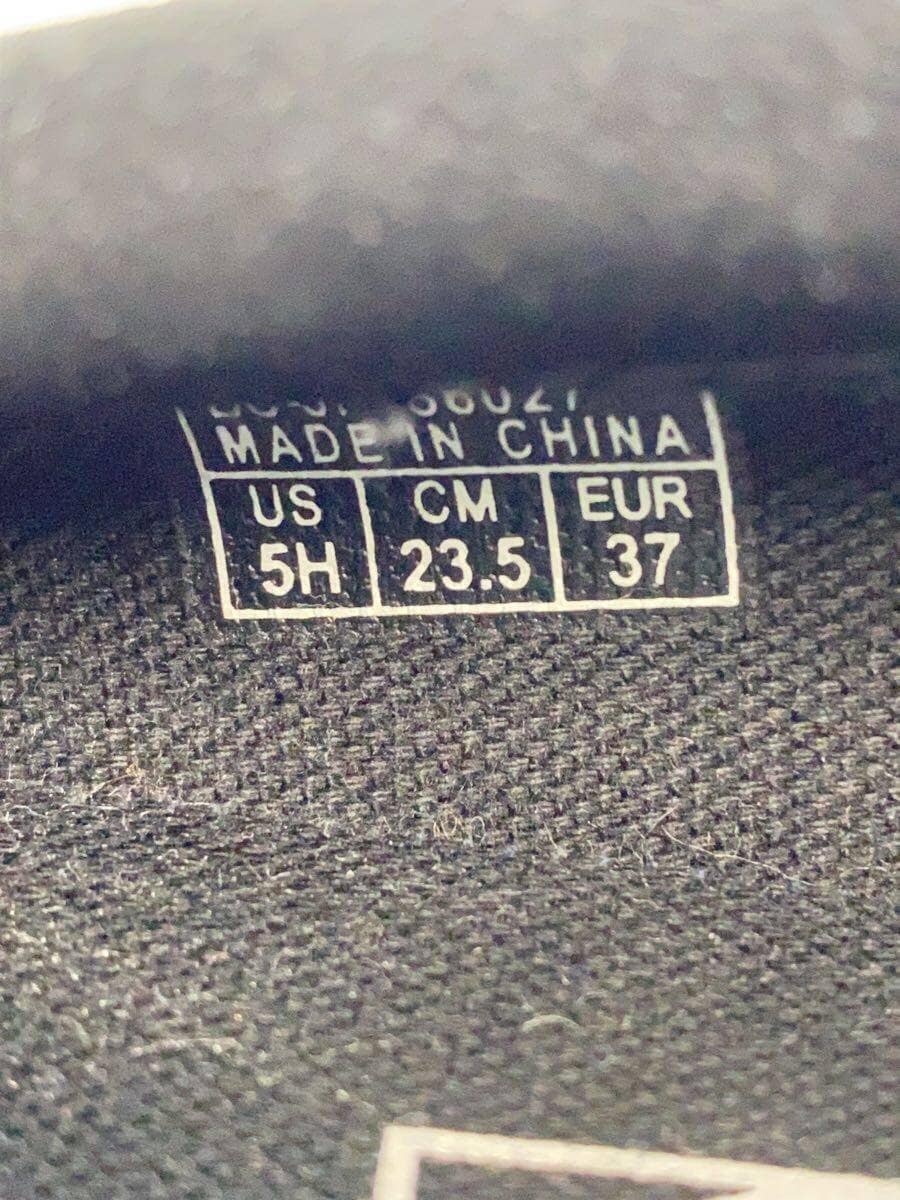 MADE IN CHINA
US CM EUR
5H 23.5 37